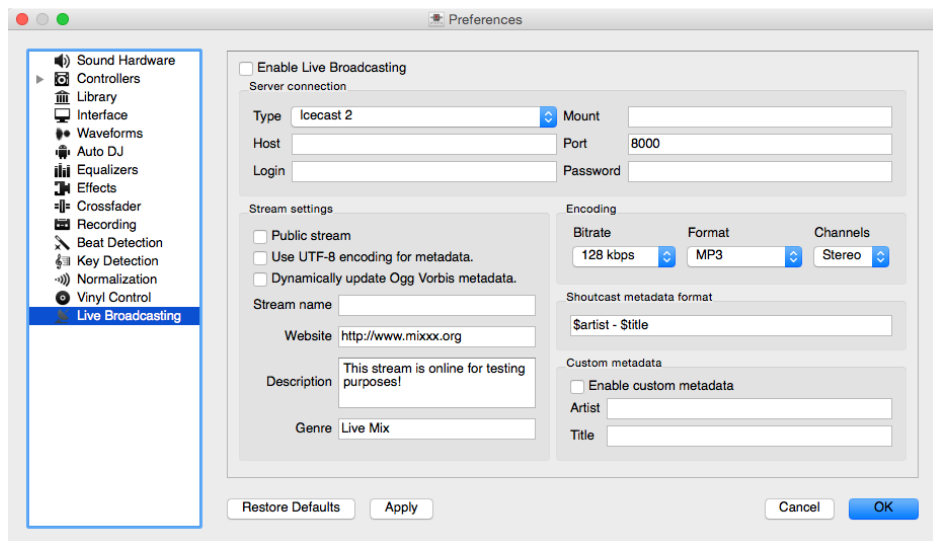 Preferences
Sound Hardware
Controllers
Library
Interface
Waveforms
Auto DJ
Equalizers
Effects
Crossfader
Recording
Beat Detection
Key Detection
Normalization
Vinyl Control
Live Broadcasting
Enable Live Broadcasting
Server connection
Type Icecast 2 Mount
Host Port 8000
Login Password
Stream settings
Public stream
Use UTF-8 encoding for metadata.
Dynamically update Ogg Vorbis metadata.
Stream name
Website http://www.mixxx.org
Description This stream is online for testing
purposes!
Genre Live Mix
Encoding
Bitrate Format Channels
128 kbps MP3 Stereo
Shoutcast metadata format
$artist - $title
Custom metadata
Enable custom metadata
Artist
Title
Restore Defaults Apply Cancel OK